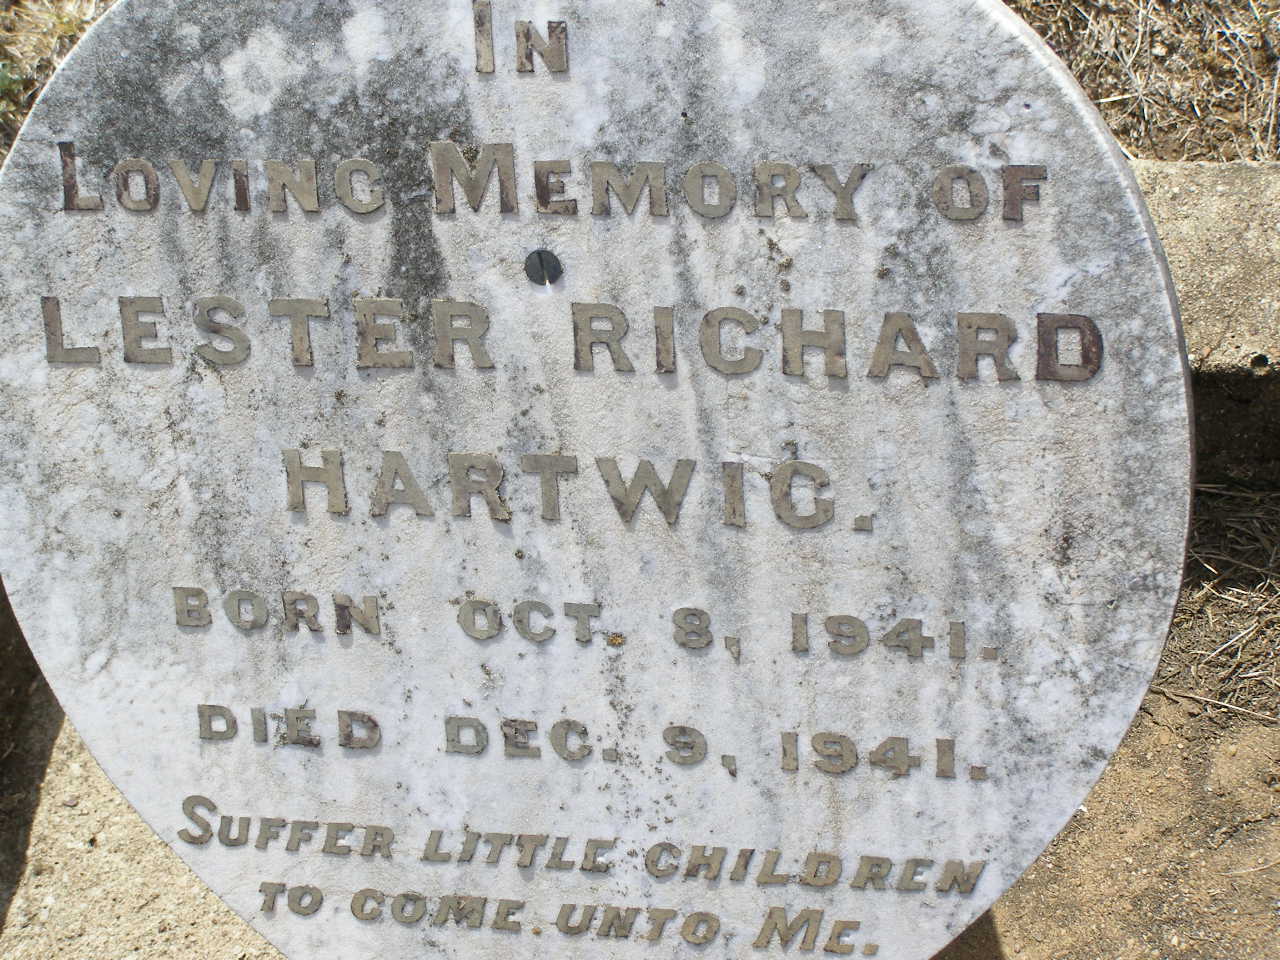 IN
LOVING MEMORY OF
LESTER RICHARD
HARTWIG.
BORN OCT 8, 1941.
DIED DEC. 9, 1941.
SUFFER LITTLE CHILDREN
TO COME UNTO ME.